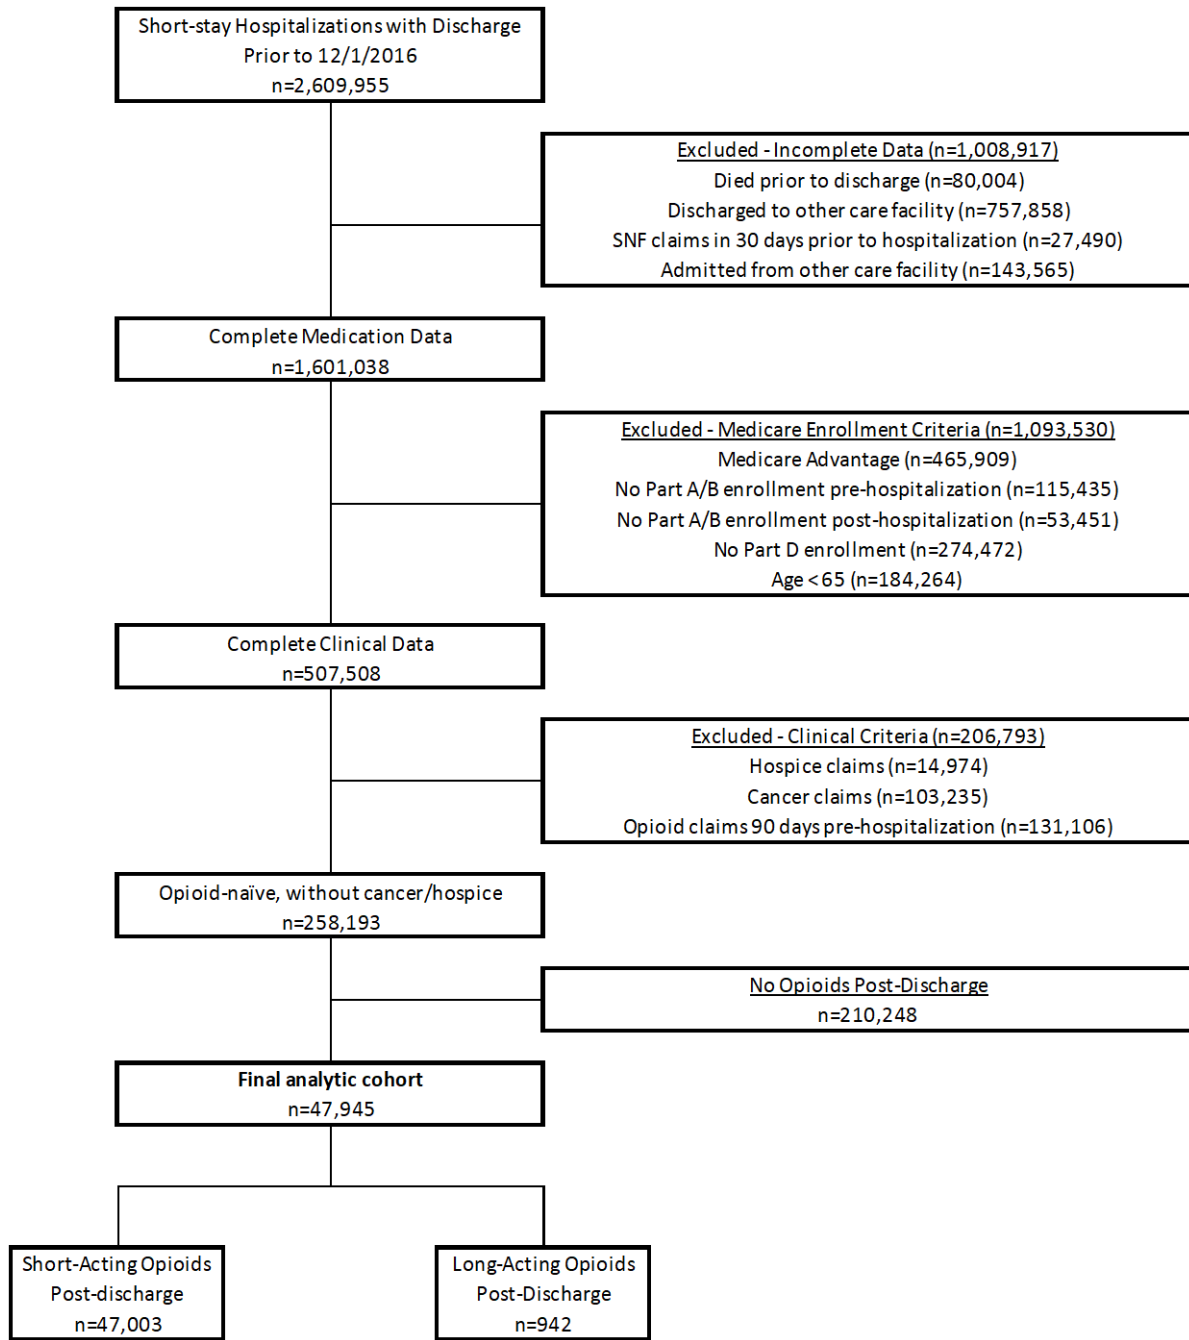 Short-stay Hospitalizations with Discharge
Prior to 12/1/2016
n=2,609,955
Excluded - Incomplete Data (n=1,008,917)
Died prior to discharge (n=80,004)
Discharged to other care facility (n=757,858)
SNF claims in 30 days prior to hospitalization (n=27,490)
Admitted from other care facility (n=143,565)
Complete Medication Data
n=1,601,038
Excluded - Medicare Enrollment Criteria (n=1,093,530)
Medicare Advantage (n=465,909)
No Part A/B enrollment pre-hospitalization (n=115,435)
No Part A/B enrollment post-hospitalization (n=53,451)
No Part D enrollment (n=274,472)
Age <65 (n=184,264)
Complete Clinical Data
n=507,508
Excluded - Clinical Criteria (n=206,793)
Hospice claims (n=14,974)
Cancer claims (n=103,235)
Opioid claims 90 days pre-hospitalization (n=131,106)
Opioid-naïve, without cancer/hospice
n=258,193
No Opioids Post-Discharge
n=210,248
Final analytic cohort
n=47,945
Short-Acting Opioids
Post-discharge
n=47,003
Long-Acting Opioids
Post-Discharge
n=942